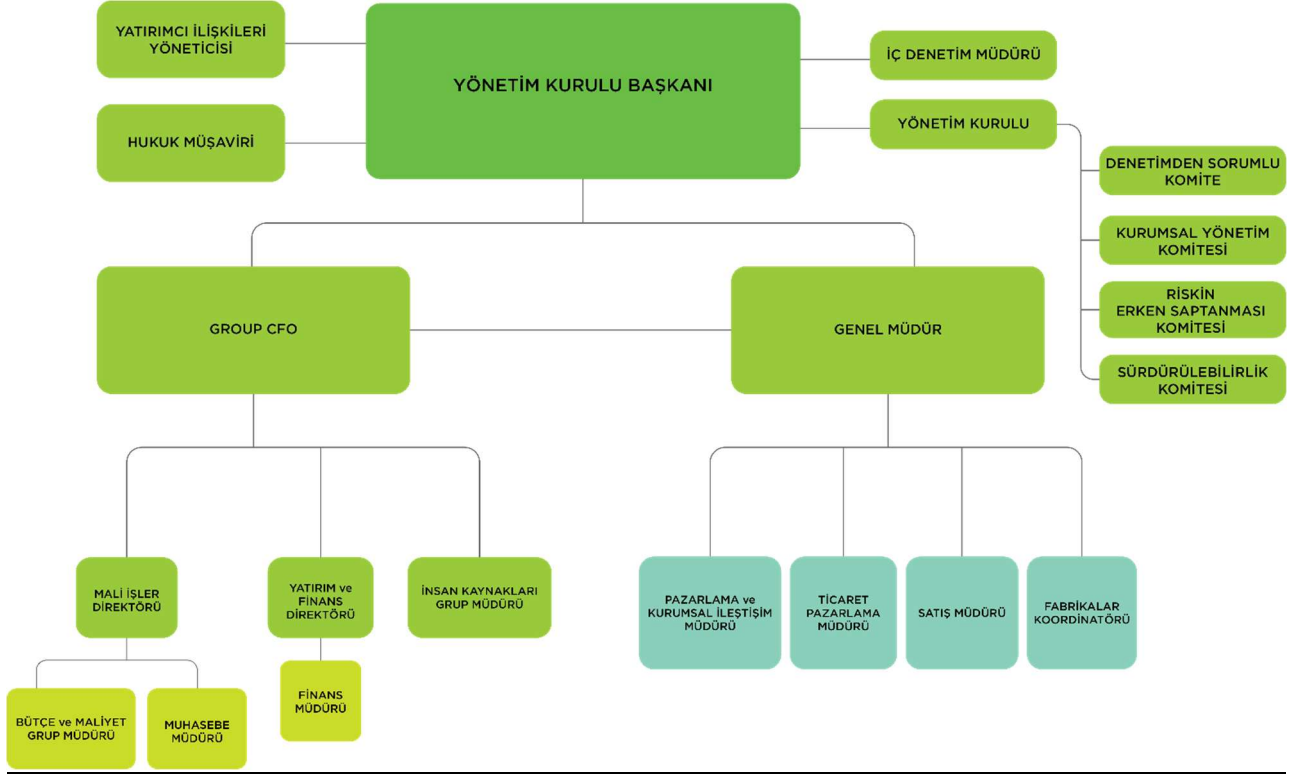 YATIRIMCI İLİŞKİLERİ
YÖNETİCİSİ
HUKUK MÜŞAVİRİ
YÖNETİM KURULU BAŞKANI
İÇ DENETİM MÜDÜRÜ
YÖNETİM KURULU
DENETİMDEN SORUMLU
KOMİTE
KURUMSAL YÖNETİM
KOMİTESİ
RİSKİN
ERKEN SAPTANMASI
KOMİTESİ
SÜRDÜRÜLEBİLİRLİK
KOMİTESİ
GROUP CFO
GENEL MÜDÜR
MALİ İŞLER
DİREKTÖRÜ
YATIRIM ve
FİNANS
DİREKTÖRÜ
İNSAN KAYNAKLARI
GRUP MÜDÜRÜ
PAZARLAMA ve
KURUMSAL İLEŞTİŞİM
MÜDÜRÜ
TİCARET
PAZARLAMA
MÜDÜRÜ
SATIŞ MÜDÜRÜ
FABRİKALAR
KOORDİNATÖRÜ
BÜTÇE ve MALİYET
GRUP MÜDÜRÜ
MUHASEBE
MÜDÜRÜ
FİNANS
MÜDÜRÜ